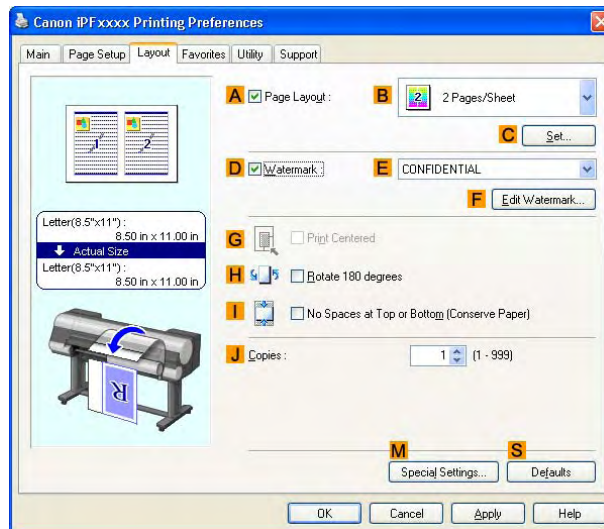 Canon iPFxxxx Printing Preferences
Main Page Setup Layout Favorites Utility Support
A Page Layout : B 2 2 Pages/Sheet
C Set...
D Watermark : E CONFIDENTIAL
F Edit Watermark...
1 2
Letter(8.5"x11") :
8.50 in x 11.00 in
Actual Size
Letter(8.5"x11") :
8.50 in x 11.00 in
G Print Centered
H Rotate 180 degrees
I No Spaces at Top or Bottom (Conserve Paper)
J Copies : 1 (1 - 999)
R
M S
Special Settings... Defaults
OK Cancel Apply Help